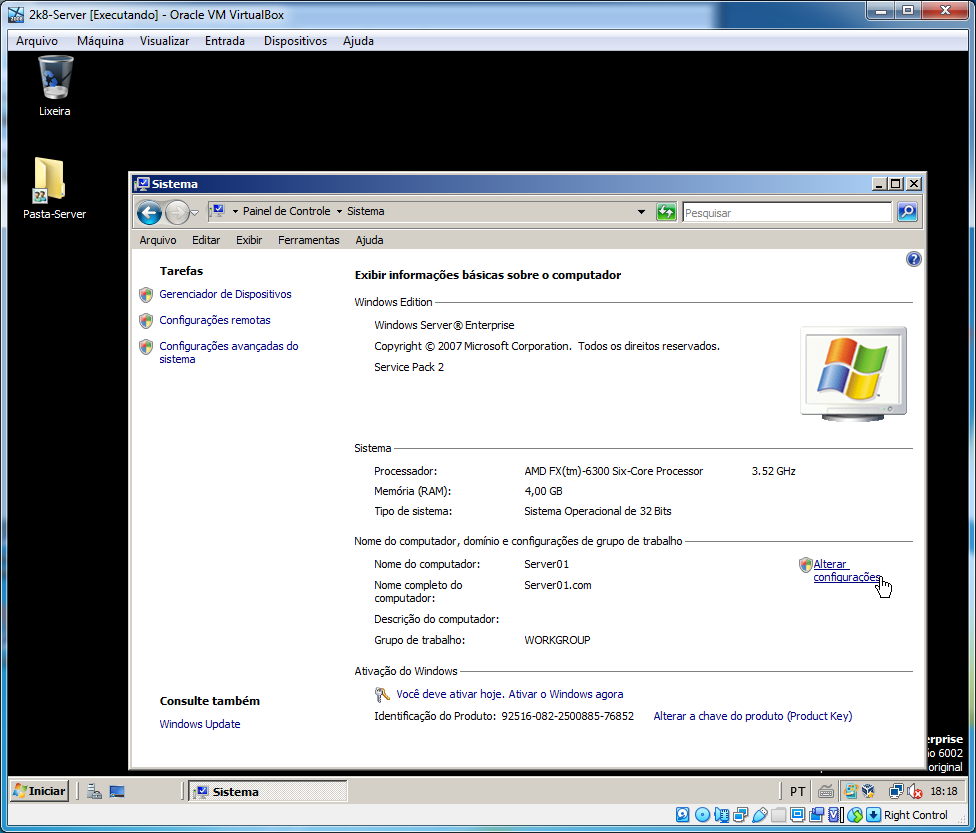 2k8-Server [Executando] - Oracle VM VirtualBox
Arquivo Máquina Visualizar Entrada Dispositivos Ajuda
Lixeira
Pasta-Server
Sistema
Painel de Controle Sistema
Pesquisar
Arquivo Editar Exibir Ferramentas Ajuda
Tarefas
Gerenciador de Dispositivos
Configurações remotas
Configurações avançadas do
sistema
Exibir informações básicas sobre o computador
Windows Edition
Windows Server® Enterprise
Copyright © 2007 Microsoft Corporation. Todos os direitos reservados.
Service Pack 2
Sistema
Processador: AMD FX(tm)-6300 Six-Core Processor 3.52 GHz
Memória (RAM): 4,00 GB
Tipo de sistema: Sistema Operacional de 32 Bits
Nome do computador, domínio e configurações de grupo de trabalho
Nome do computador: Server01
Alterar
configurações
Nome completo do
computador:
Server01.com
Descrição do computador:
Grupo de trabalho: WORKGROUP
Ativação do Windows
Você deve ativar hoje. Ativar o Windows agora
Identificação do Produto: 92516-082-2500885-76852 Alterar a chave do produto (Product Key)
Consulte também
Windows Update
erprise
ão 6002
original
Iniciar
Sistema
PT
18:18
Right Control